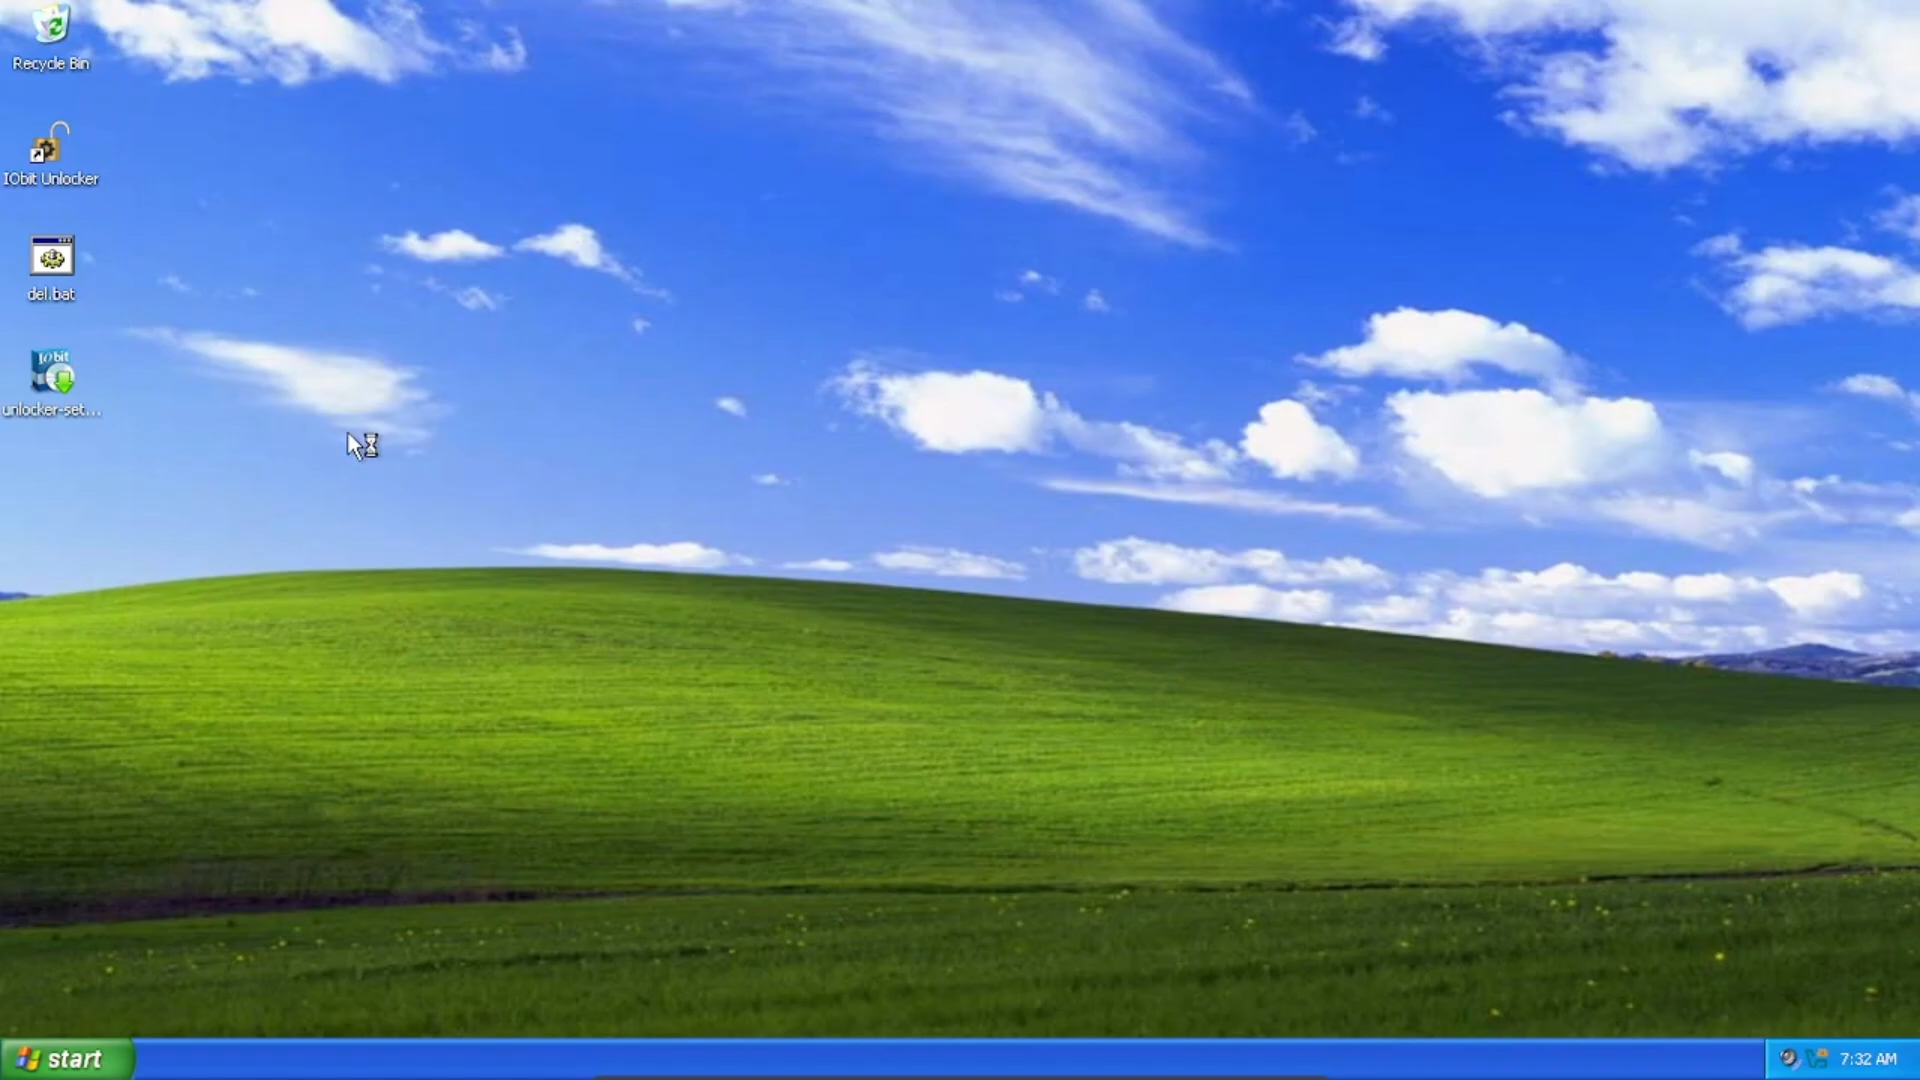 Recycle Bin
IObit Unlocker
del.bat
IObit
unlocker-set...
start
7:32 AM